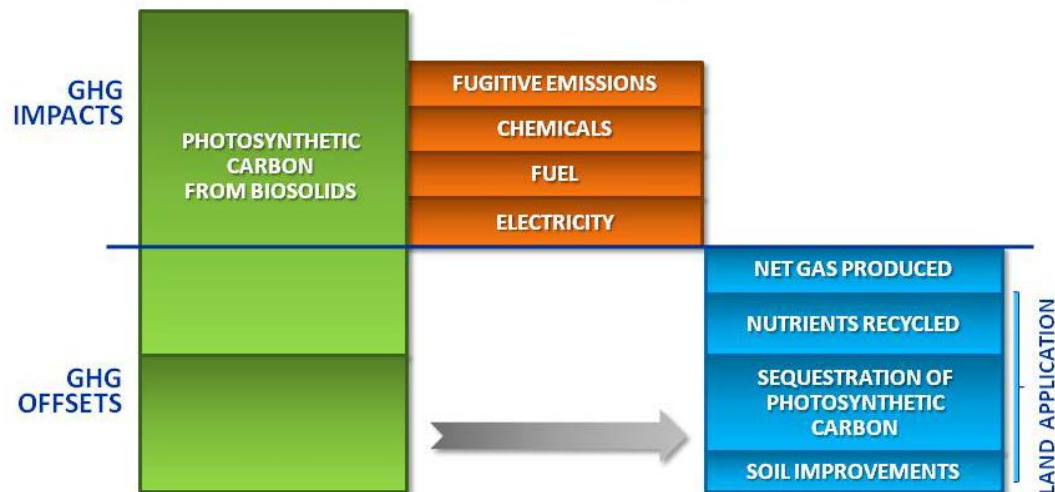 GHG
IMPACTS
PHOTOSYNTHETIC
CARBON
FROM BIOSOLIDS
FUGITIVE EMISSIONS
CHEMICALS
FUEL
ELECTRICITY
NET GAS PRODUCED
NUTRIENTS RECYCLED
SEQUESTRATION OF
PHOTOSYNTHETIC
CARBON
SOIL IMPROVEMENTS
GHG
OFFSETS
LAND APPLICATION